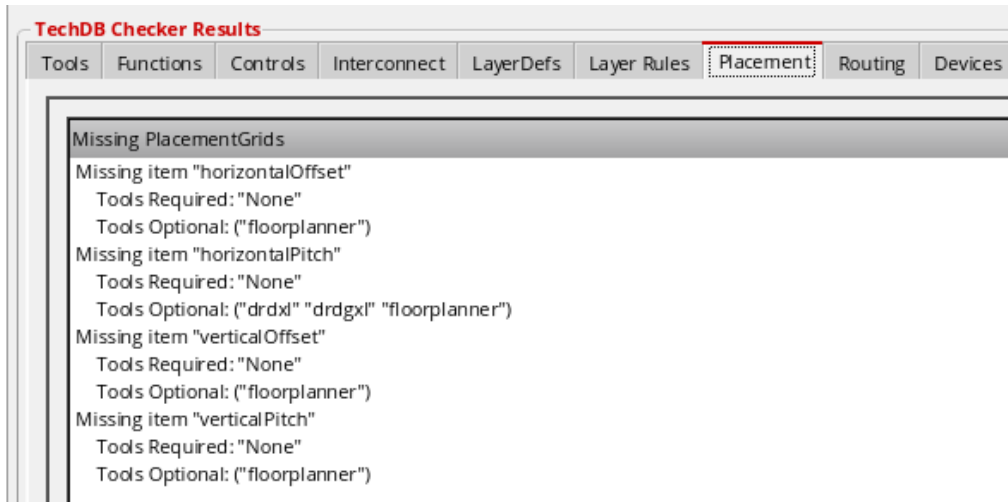 TechDB Checker Results
Tools Functions Controls Interconnect LayerDefs Layer Rules Placement Routing Devices
Missing PlacementGrids
Missing item "horizontalOffset"
Tools Required: "None"
Tools Optional: ("floorplanner")
Missing item "horizontalPitch"
Tools Required: "None"
Tools Optional: ("drdxl" "drdgxl" "floorplanner")
Missing item "verticalOffset"
Tools Required: "None"
Tools Optional: ("floorplanner")
Missing item "verticalPitch"
Tools Required: "None"
Tools Optional: ("floorplanner")